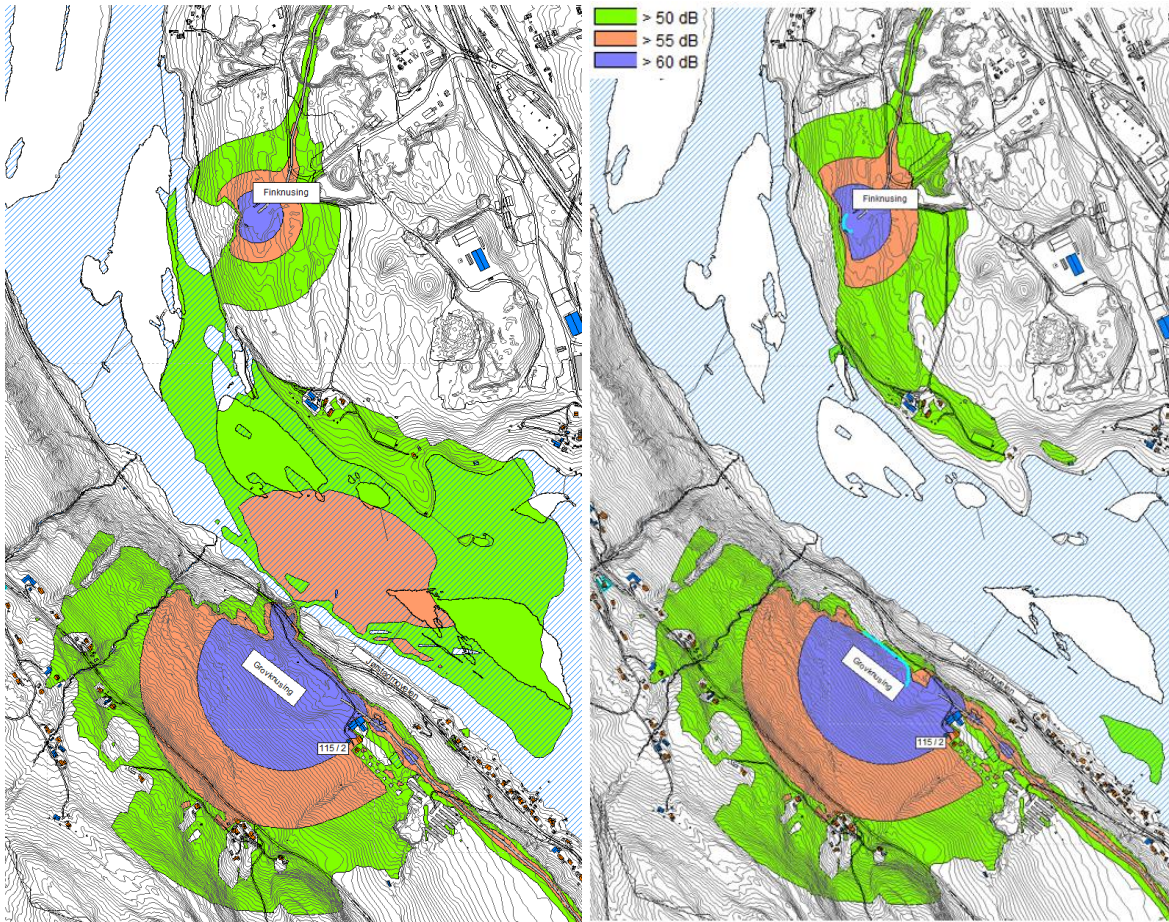 > 50 dB
> 55 dB
> 60 dB
Finknusing
Finknusing
Grovknusing
Grovknusing
115 / 2
115 / 2